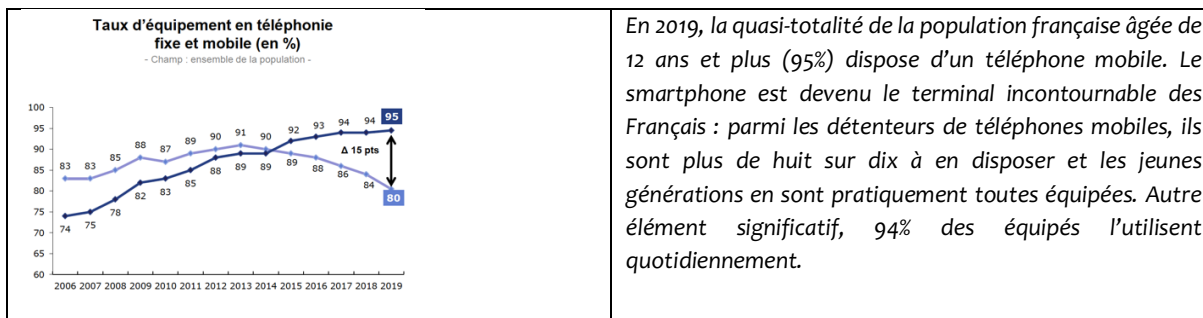 Taux d'équipement en téléphonie
fixe et mobile (en %)
- Champ : ensemble de la population -
100
95
90
85
80
75
70
65
60
83 83 85 88 87 89 90 91 90 92 93 94 94 95
74 75 78 82 83 85 88 89 89 89 88 86 84 80
Δ 15 pts
2006 2007 2008 2009 2010 2011 2012 2013 2014 2015 2016 2017 2018 2019
En 2019, la quasi-totalité de la population française âgée de
12 ans et plus (95%) dispose d'un téléphone mobile. Le
smartphone est devenu le terminal incontournable des
Français : parmi les détenteurs de téléphones mobiles, ils
sont plus de huit sur dix à en disposer et les jeunes
générations en sont pratiquement toutes équipées. Autre
élément significatif, 94% des équipés l'utilisent
quotidiennement.